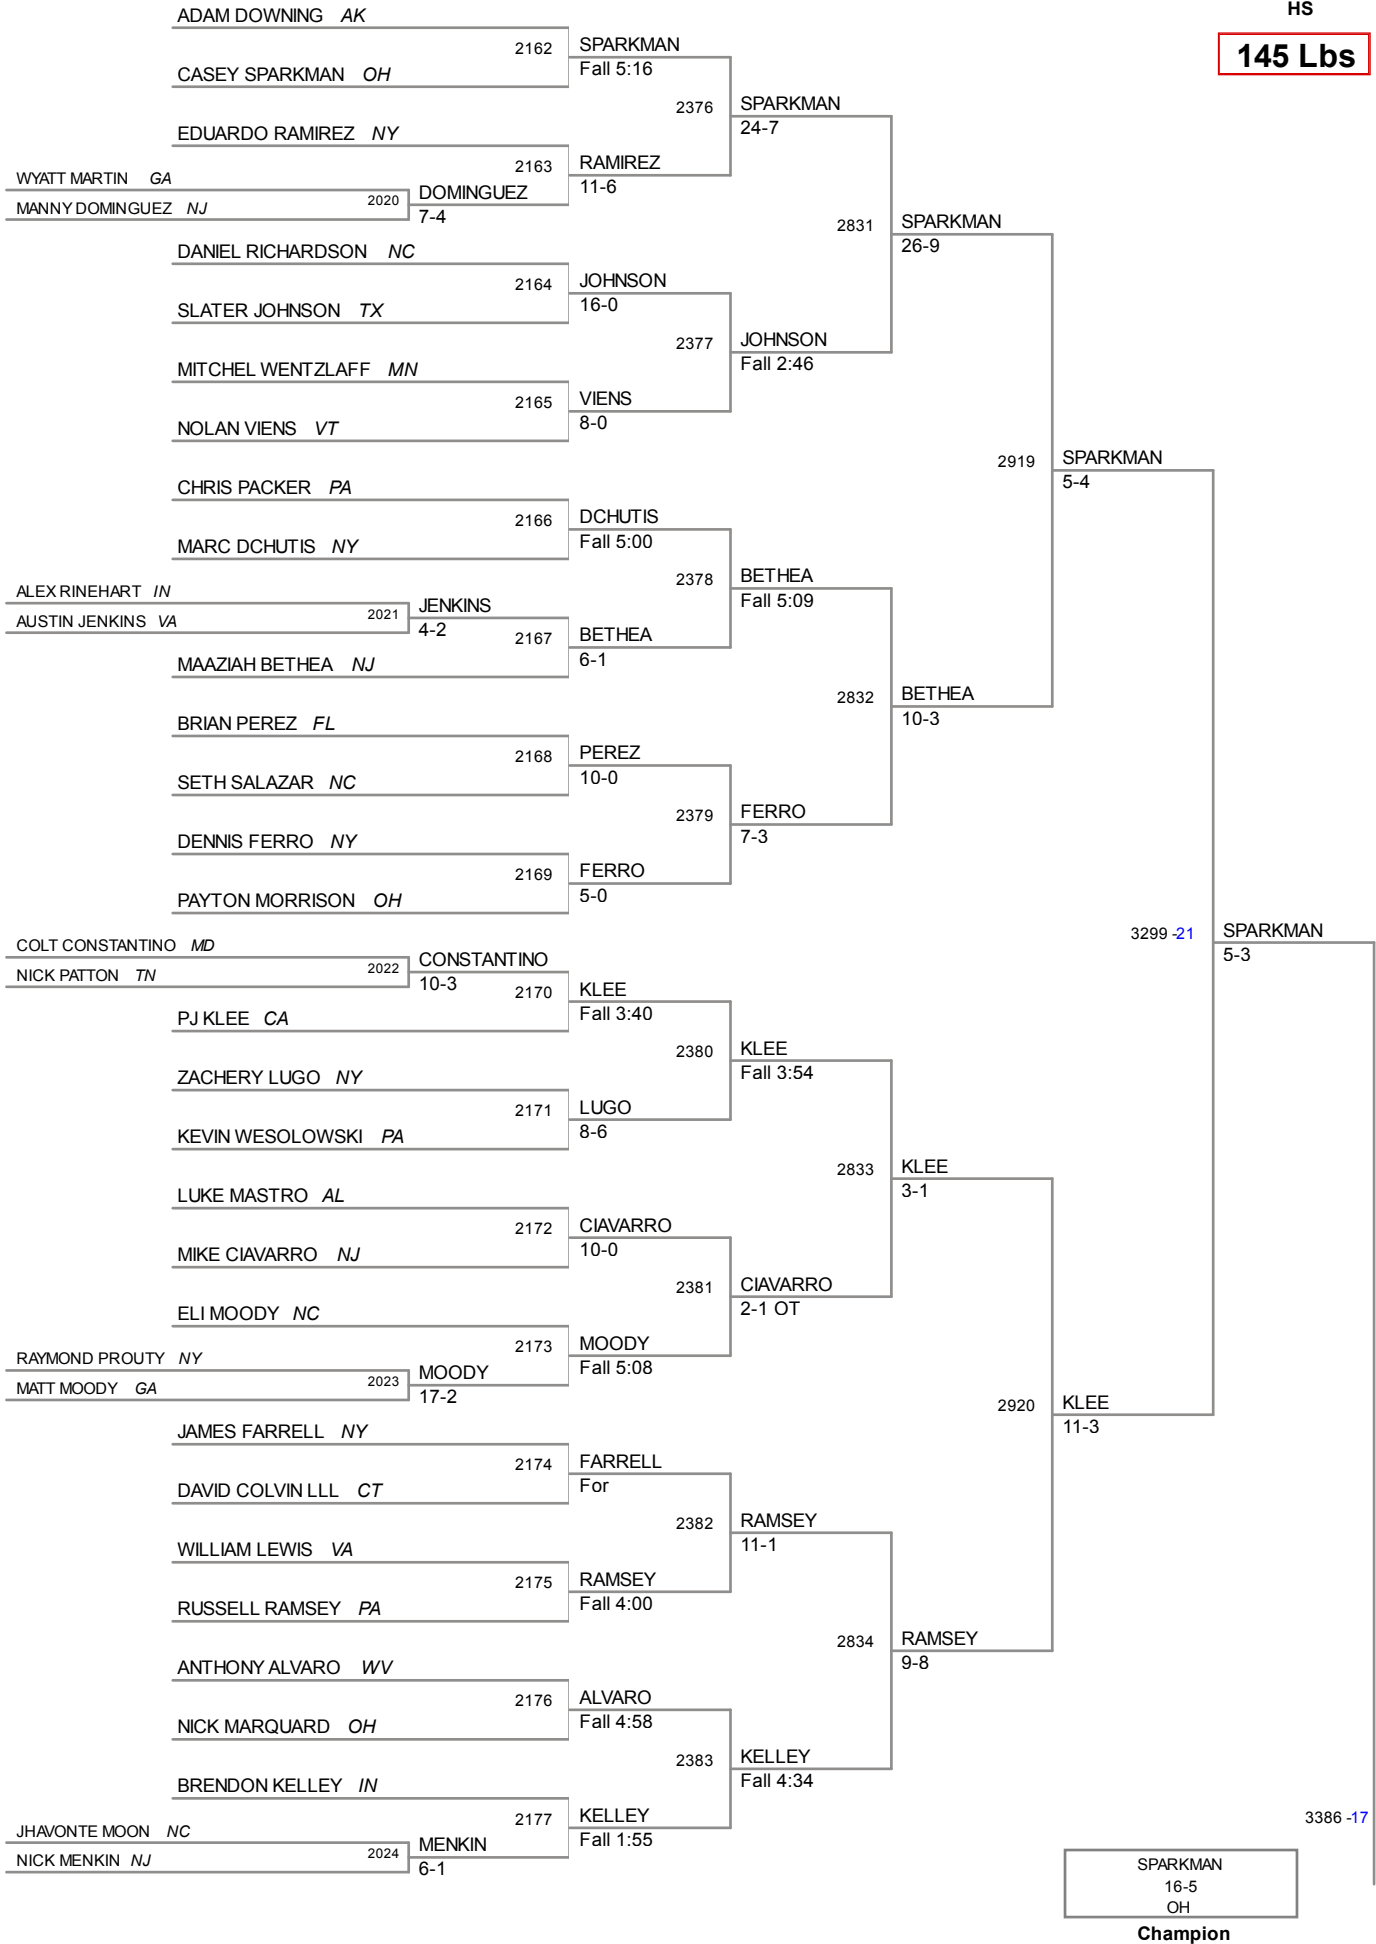 HS
145 Lbs
ADAM DOWNING AK
2162 SPARKMAN
Fall 5:16
CASEY SPARKMAN OH
2376 SPARKMAN
24-7
EDUARDO RAMIREZ NY
2163 RAMIREZ
11-6
WYATT MARTIN GA
2020 DOMINGUEZ
7-4
MANNY DOMINGUEZ NJ
2831 SPARKMAN
26-9
DANIEL RICHARDSON NC
2164 JOHNSON
16-0
SLATER JOHNSON TX
2377 JOHNSON
Fall 2:46
MITCHEL WENTZLAFF MN
2165 VIENS
8-0
NOLAN VIENS VT
2919 SPARKMAN
5-4
CHRIS PACKER PA
2166 DCHUTIS
Fall 5:00
MARC DCHUTIS NY
2378 BETHEA
Fall 5:09
ALEX RINEHART IN
2021 JENKINS
4-2
AUSTIN JENKINS VA
2167 BETHEA
6-1
MAAZIAH BETHEA NJ
2832 BETHEA
10-3
BRIAN PEREZ FL
2168 PEREZ
10-0
SETH SALAZAR NC
2379 FERRO
7-3
DENNIS FERRO NY
2169 FERRO
5-0
PAYTON MORRISON OH
3299 -21 SPARKMAN
5-3
COLT CONSTANTINO MD
2022 CONSTANTINO
10-3
NICK PATTON TN
2170 KLEE
Fall 3:40
PJ KLEE CA
2380 KLEE
Fall 3:54
ZACHERY LUGO NY
2171 LUGO
8-6
KEVIN WESOLOWSKI PA
2833 KLEE
3-1
LUKE MASTRO AL
2172 CIAVARRO
10-0
MIKE CIAVARRO NJ
2381 CIAVARRO
2-1 OT
ELI MOODY NC
2173 MOODY
Fall 5:08
RAYMOND PROUTY NY
2023 MOODY
17-2
MATT MOODY GA
2920 KLEE
11-3
JAMES FARRELL NY
2174 FARRELL
For
DAVID COLVIN LLL CT
2382 RAMSEY
11-1
WILLIAM LEWIS VA
2175 RAMSEY
Fall 4:00
RUSSELL RAMSEY PA
2834 RAMSEY
9-8
ANTHONY ALVARO WV
2176 ALVARO
Fall 4:58
NICK MARQUARD OH
2383 KELLEY
Fall 4:34
BRENDON KELLEY IN
2177 KELLEY
Fall 1:55
JHAVONTE MOON NC
2024 MENKIN
6-1
NICK MENKIN NJ
3386 -17
SPARKMAN
16-5
OH
Champion